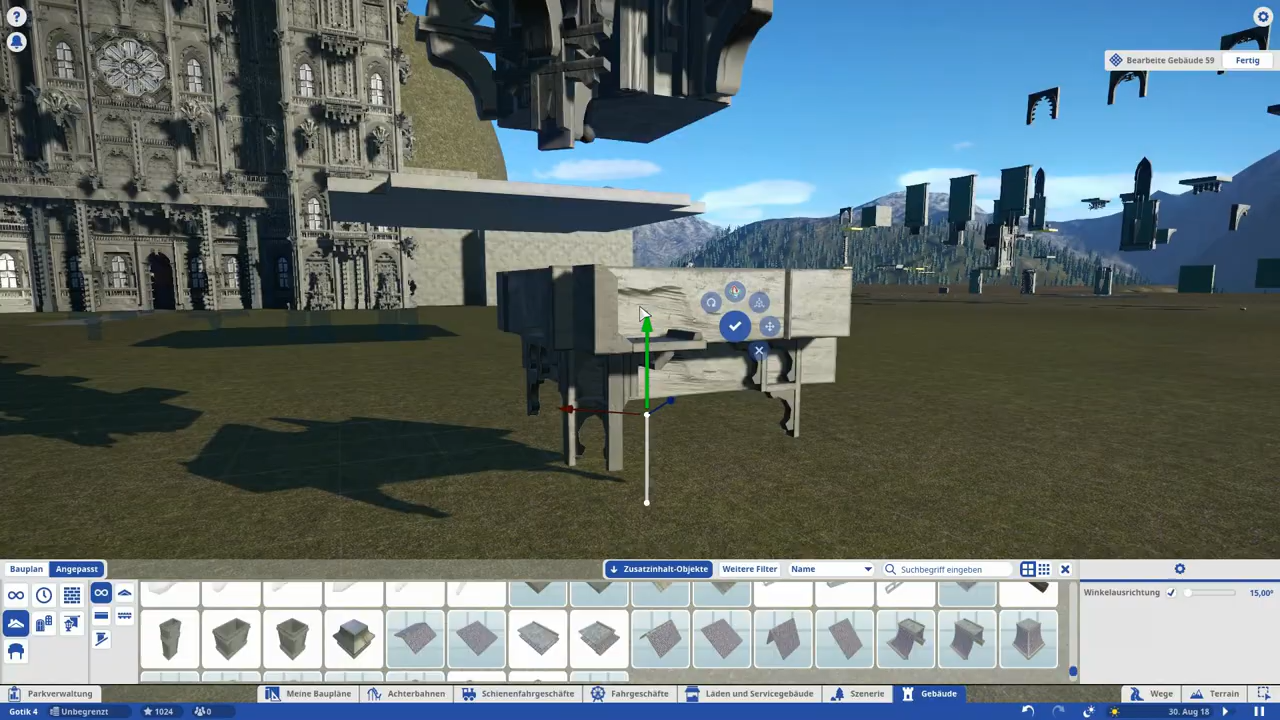 ?
Bearbeite Gebäude 59 Fertig
Bauplan Angepasst
Zusatzinhalt-Objekte Weitere Filter Name Suchbegriff eingeben
Winkelausrichtung 15,00°
Parkverwaltung Meine Baupläne Achterbahnen Schienenfahrgeschäfte Fahrgeschäfte Läden und Servicegebäude Szenerie Gebäude Wege Terrain
Gotik 4 Unbegrenzt 1024 0 30. Aug 18